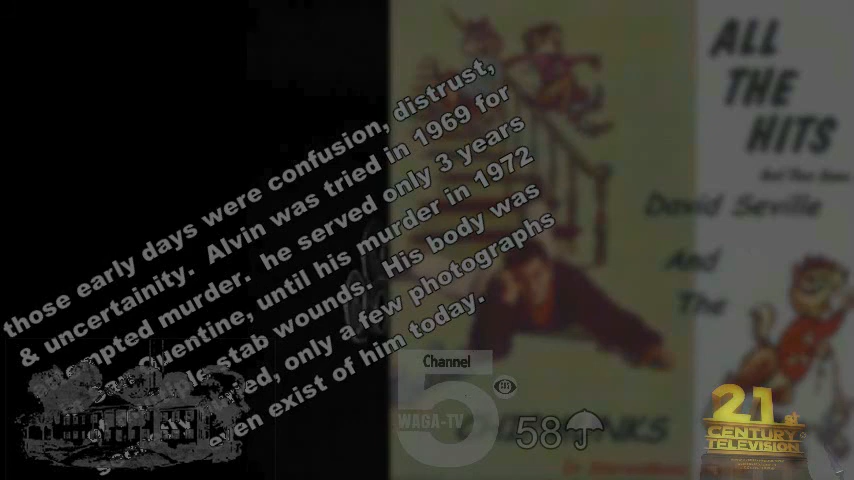 those early days were confusion, distrust,
& uncertainity. Alvin was tried in 1969 for
attempted murder. he served only 3 years
San Quentine, until his murder in 1972
stab wounds. His body was
only a few photographs
even exist of him today.
ALL
THE
HITS
David Seville
And
The
Channel
5
WAGA-TV
58
21st
CENTURY
TELEVISION